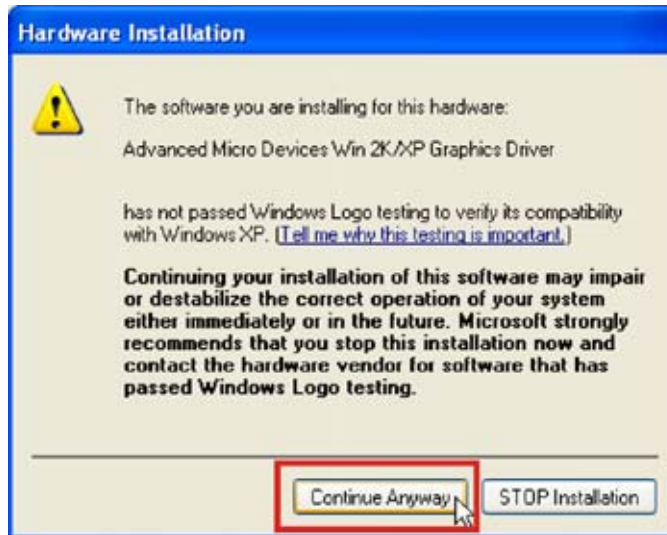 Hardware Installation
The software you are installing for this hardware:
Advanced Micro Devices Win 2K/XP Graphics Driver
has not passed Windows Logo testing to verify its compatibility
with Windows XP. (Tell me why this testing is important.)
Continuing your installation of this software may impair
or destabilize the correct operation of your system
either immediately or in the future. Microsoft strongly
recommends that you stop this installation now and
contact the hardware vendor for software that has
passed Windows Logo testing.
Continue Anyway STOP Installation